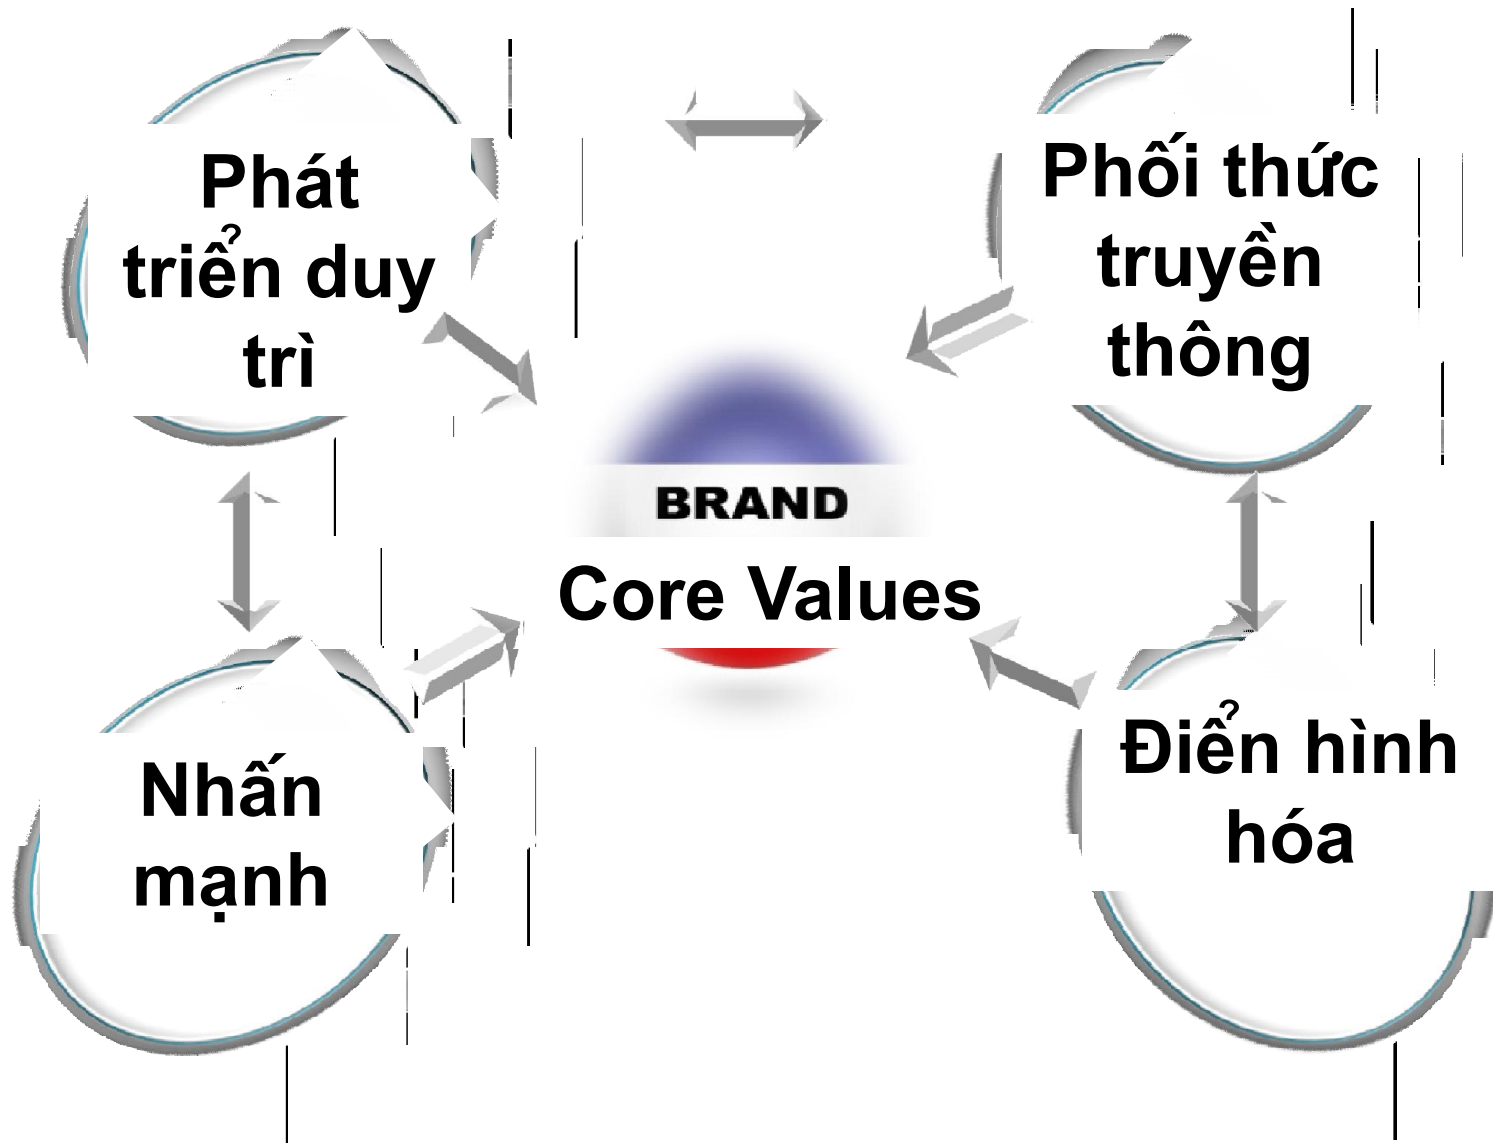 Phát
triển duy
trì
Phối thức
truyền
thông
BRAND
Core Values
Nhấn
mạnh
Điển hình
hóa